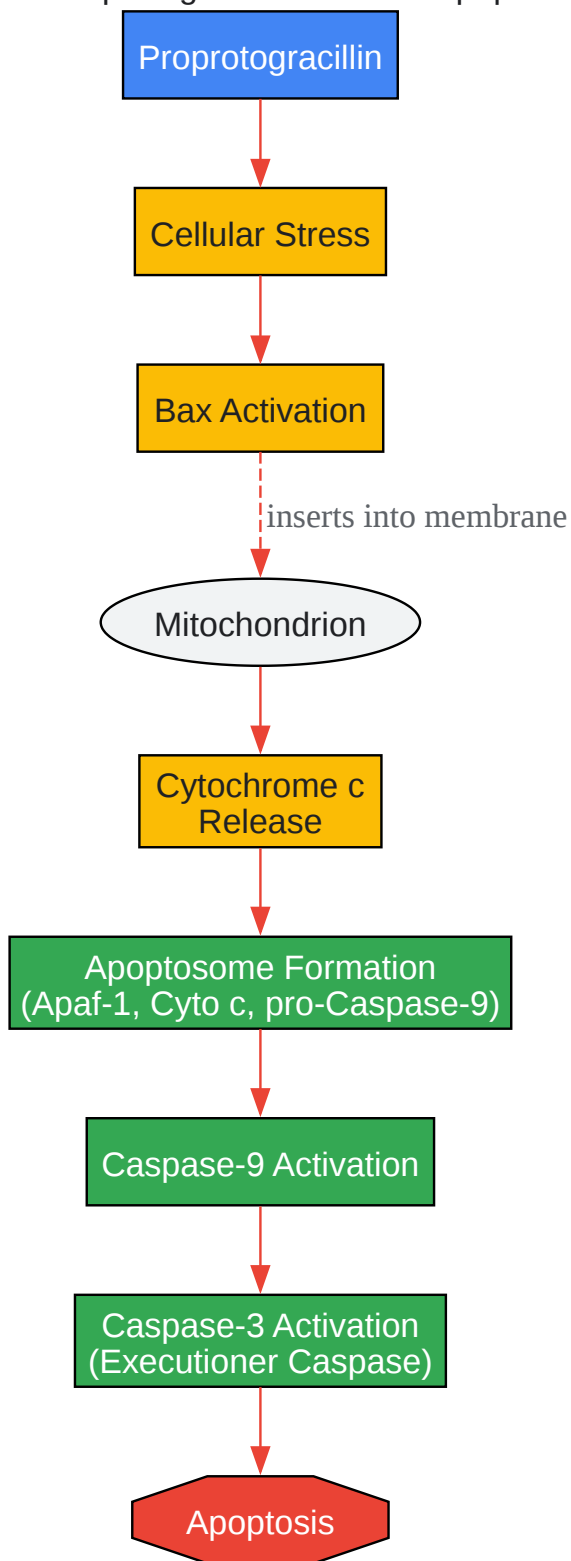 Proprotogracillin
Cellular Stress
Bax Activation
inserts into membrane
Mitochondrion
Cytochrome c
Release
Apoptosome Formation
(Apaf-1, Cyto c, pro-Caspase-9)
Caspase-9 Activation
Caspase-3 Activation
(Executioner Caspase)
Apoptosis